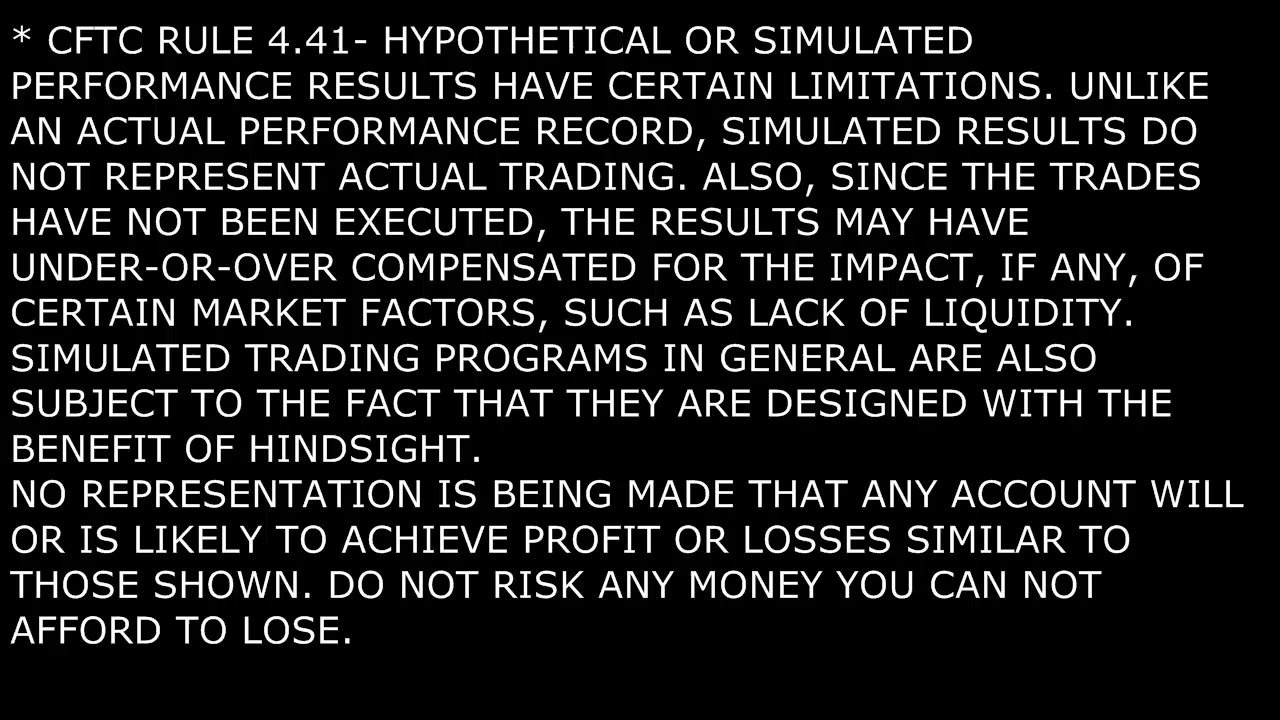 * CFTC RULE 4.41- HYPOTHETICAL OR SIMULATED
PERFORMANCE RESULTS HAVE CERTAIN LIMITATIONS. UNLIKE
AN ACTUAL PERFORMANCE RECORD, SIMULATED RESULTS DO
NOT REPRESENT ACTUAL TRADING. ALSO, SINCE THE TRADES
HAVE NOT BEEN EXECUTED, THE RESULTS MAY HAVE
UNDER-OR-OVER COMPENSATED FOR THE IMPACT, IF ANY, OF
CERTAIN MARKET FACTORS, SUCH AS LACK OF LIQUIDITY.
SIMULATED TRADING PROGRAMS IN GENERAL ARE ALSO
SUBJECT TO THE FACT THAT THEY ARE DESIGNED WITH THE
BENEFIT OF HINDSIGHT.
NO REPRESENTATION IS BEING MADE THAT ANY ACCOUNT WILL
OR IS LIKELY TO ACHIEVE PROFIT OR LOSSES SIMILAR TO
THOSE SHOWN. DO NOT RISK ANY MONEY YOU CAN NOT
AFFORD TO LOSE.